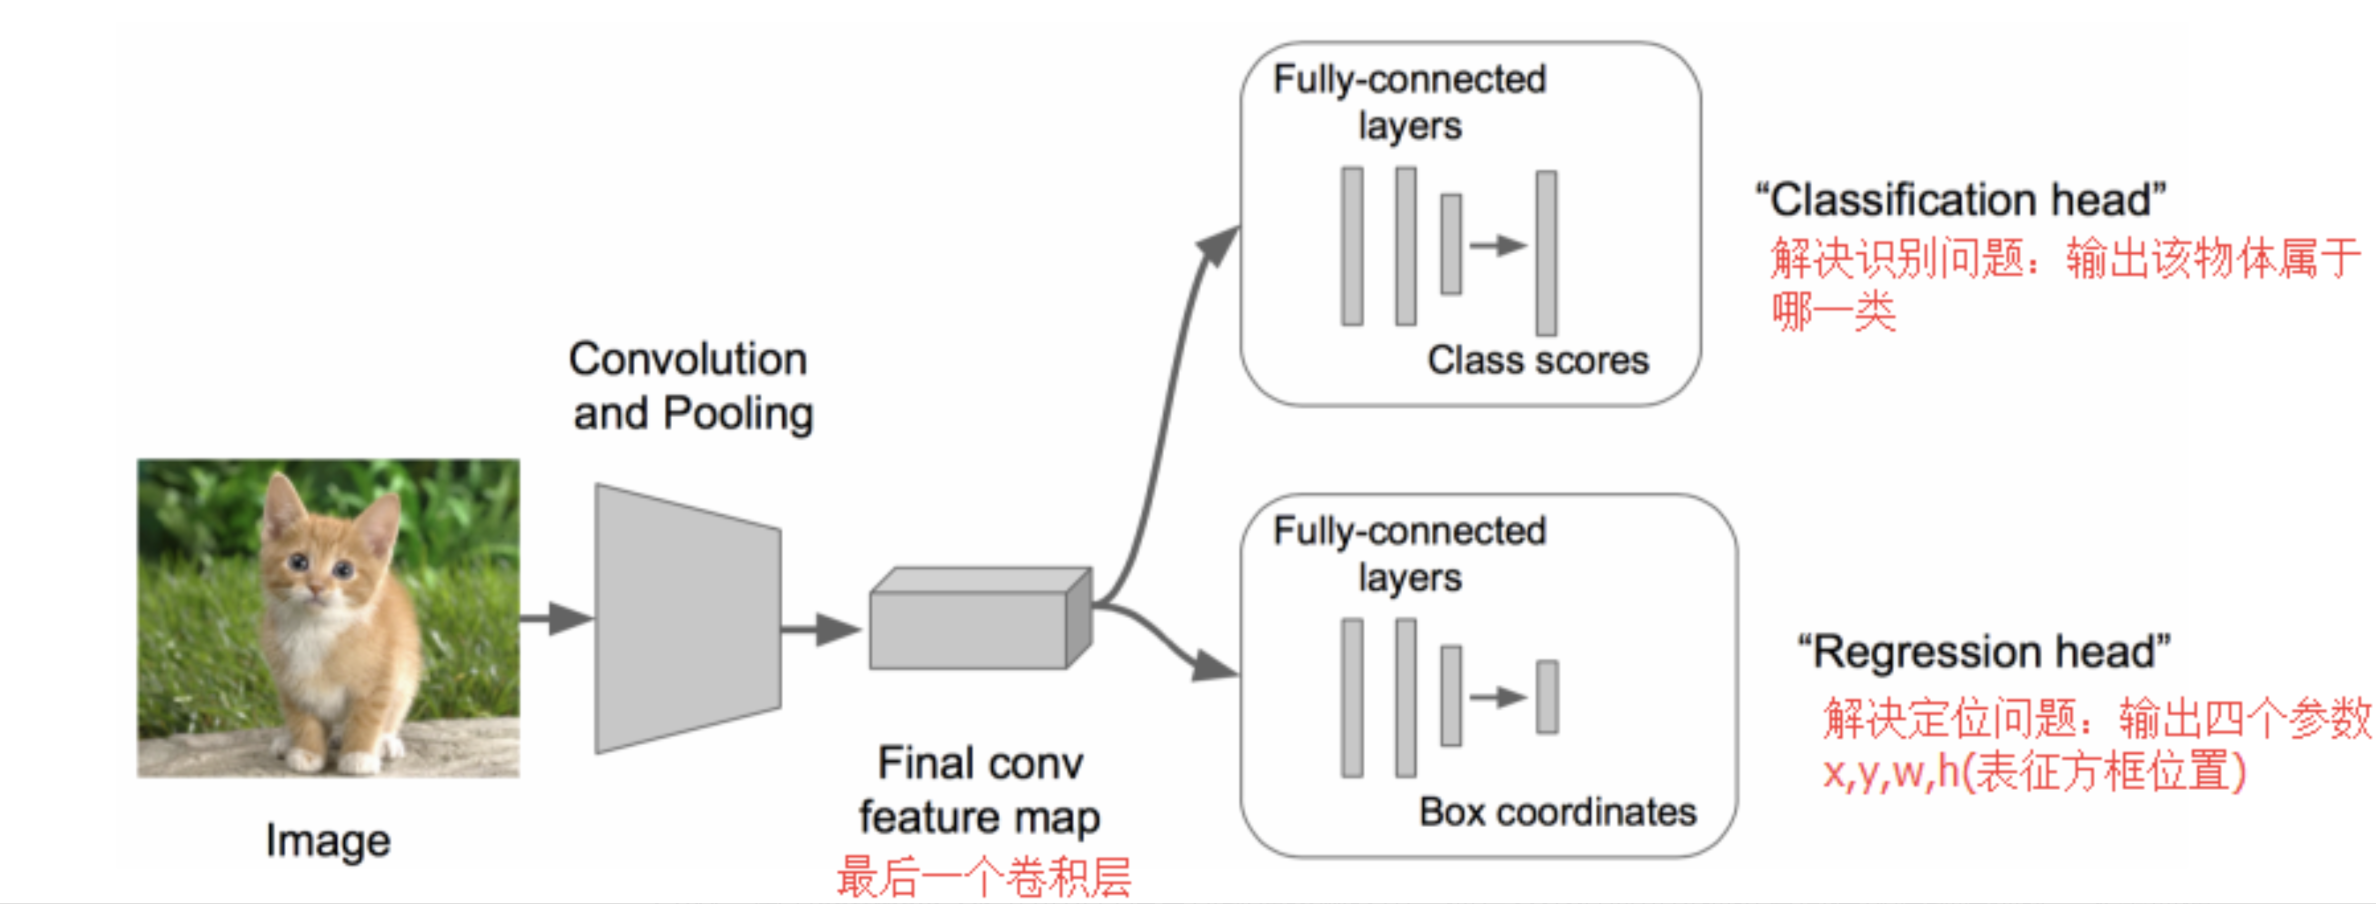 Fully-connected
layers
Class scores
“Classification head”
解决识别问题：输出该物体属于
哪一类
Convolution
and Pooling
Image
Final conv
feature map
最后一个卷积层
Fully-connected
layers
Box coordinates
“Regression head”
解决定位问题：输出四个参数
x,y,w,h(表征方框位置)